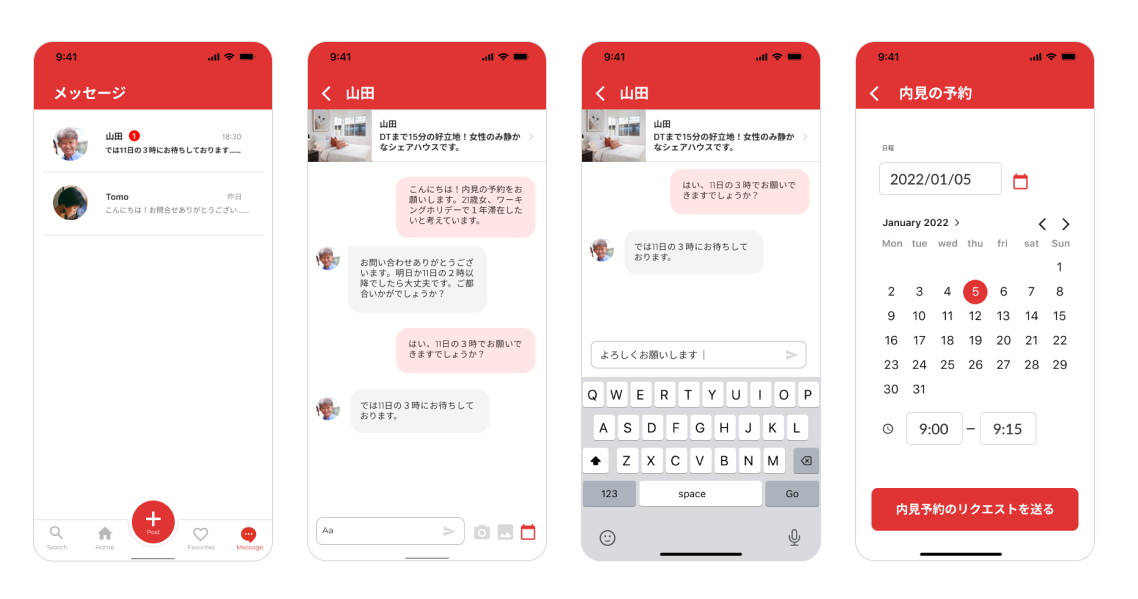 9:41
メッセージ
山田 1 18:30
では11日の3時にお待ちしております......
Tomo 昨日
こんにちは！お問合せありがとうござい......
Search
Home
Post
Favorites
Message
9:41
山田
山田
DTまで15分の好立地！女性のみ静か
なシェアハウスです。
こんにちは！内見の予約をお
願いします。21歳女、ワーキ
ングホリデーで１年滞在した
いと考えています。
お問い合わせありがとうござ
います。明日か11日の２時以
降でしたら大丈夫です。ご都
合いかがでしょうか？
はい、11日の３時でお願いで
きますでしょうか？
では11日の３時にお待ちして
おります。
Aa
9:41
山田
山田
DTまで15分の好立地！女性のみ静か
なシェアハウスです。
はい、11日の３時でお願いで
きますでしょうか？
では11日の３時にお待ちして
おります。
よろしくお願いします
Q W E R T Y U I O P
A S D F G H J K L
Z X C V B N M
123 space Go
9:41
内見の予約
日程
2022/01/05
January 2022
Mon tue wed thu fri sat Sun
1
2 3 4 5 6 7 8
9 10 11 12 13 14 15
16 17 18 19 20 21 22
23 24 25 26 27 28 29
30 31
9:00 – 9:15
内見予約のリクエストを送る